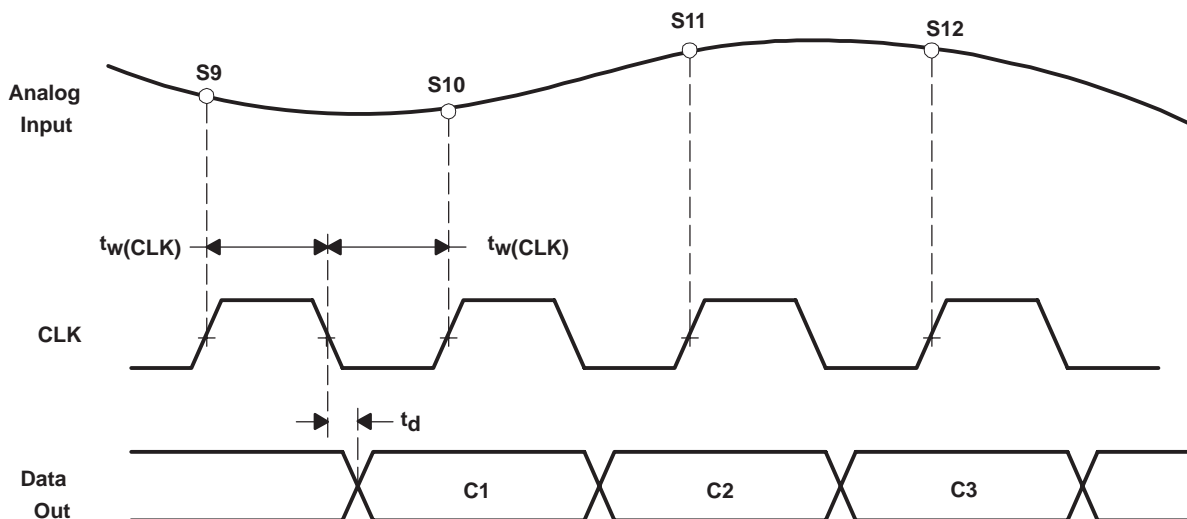 S11
S12
S9
S10
Analog
Input
tw(CLK)
tw(CLK)
CLK
td
Data
Out
C1
C2
C3